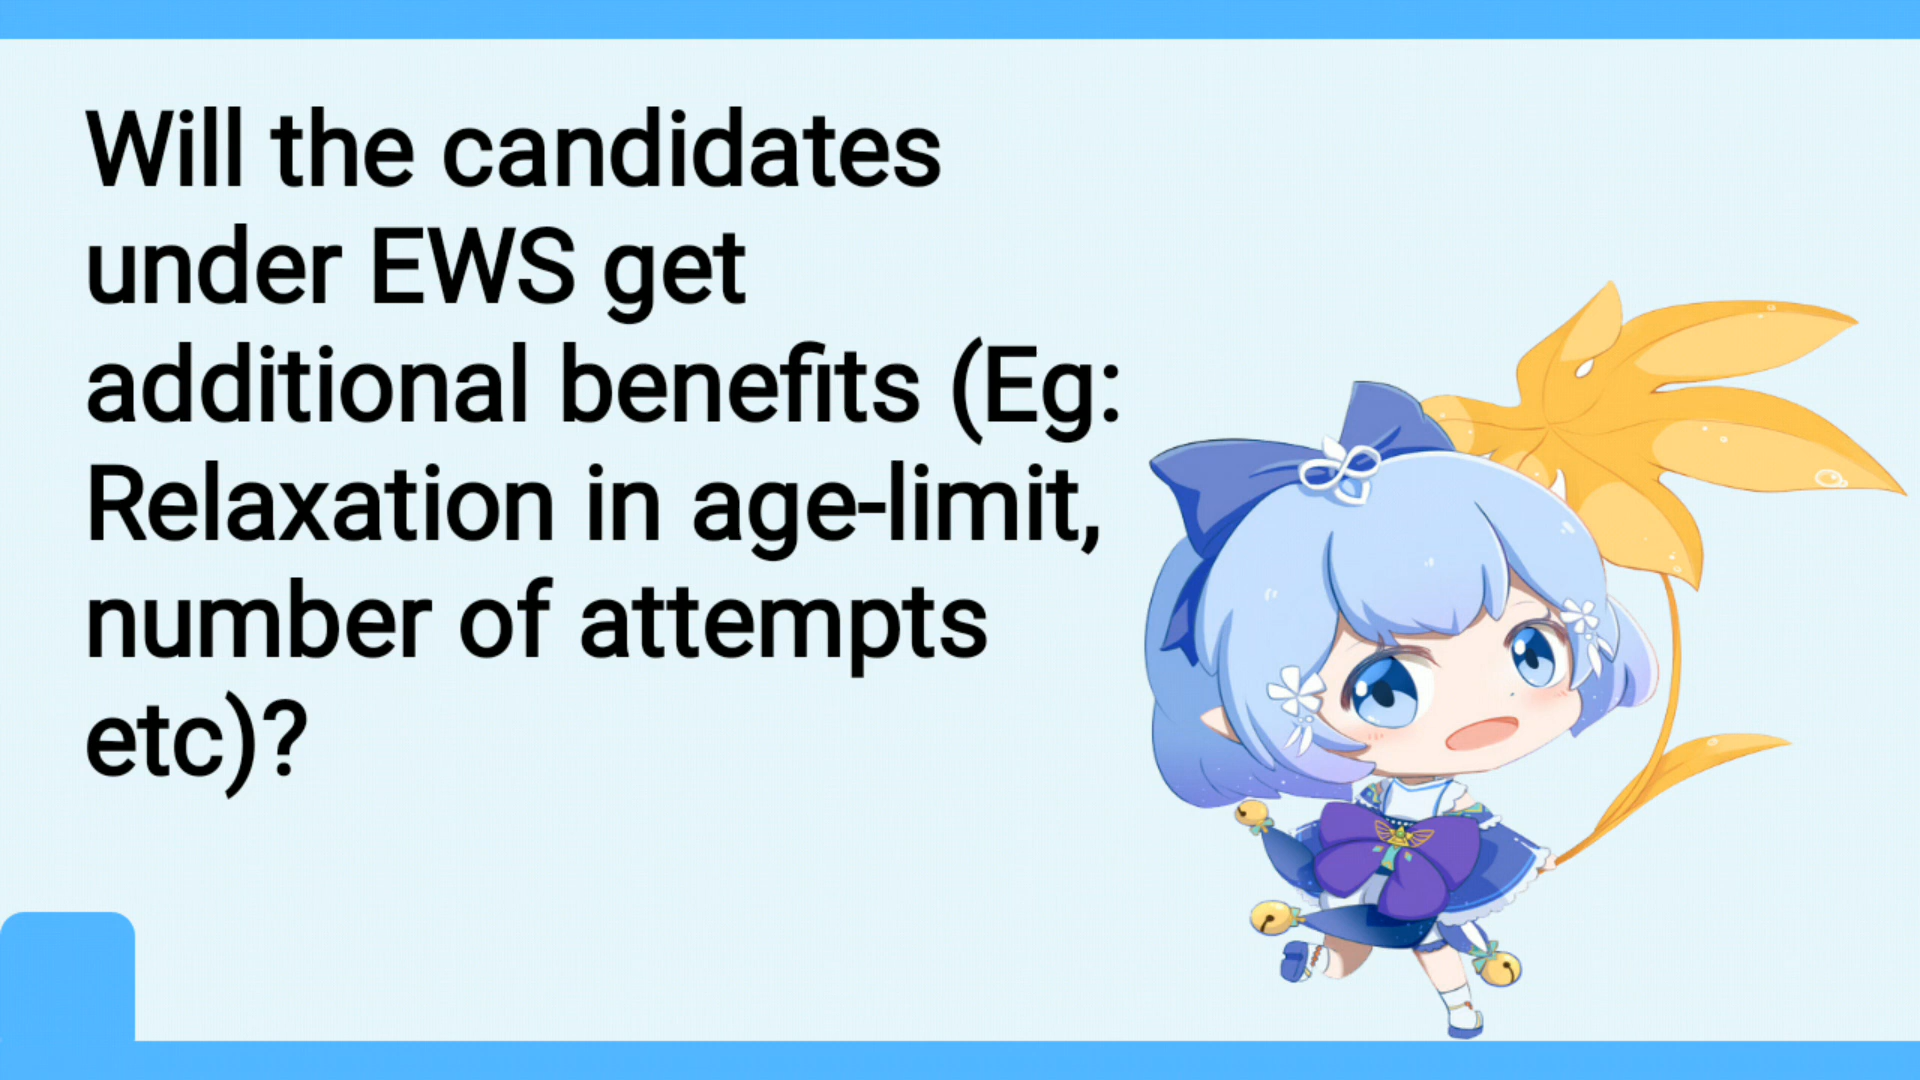 Will the candidates
under EWS get
additional benefits (Eg:
Relaxation in age-limit,
number of attempts
etc)?